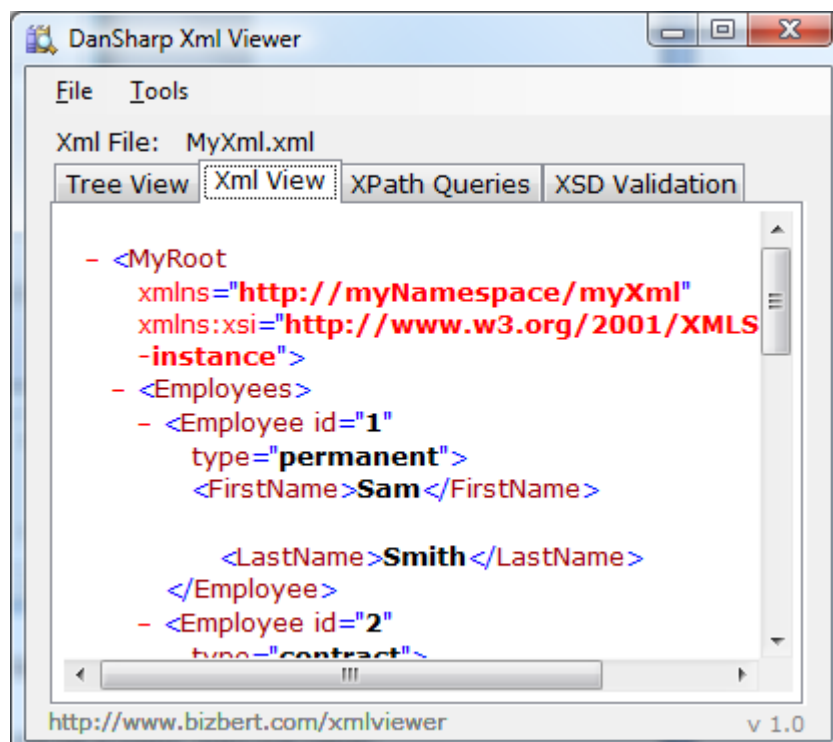 DanSharp Xml Viewer
File Tools
Xml File: MyXml.xml
Tree View Xml View XPath Queries XSD Validation
– <MyRoot
xmlns="http://myNamespace/myXml"
xmlns:xsi="http://www.w3.org/2001/XMLS
-instance">
– <Employees>
– <Employee id="1"
type="permanent">
<FirstName>Sam</FirstName>
<LastName>Smith</LastName>
</Employee>
– <Employee id="2"
type="contract">
http://www.bizbert.com/xmlviewer v 1.0